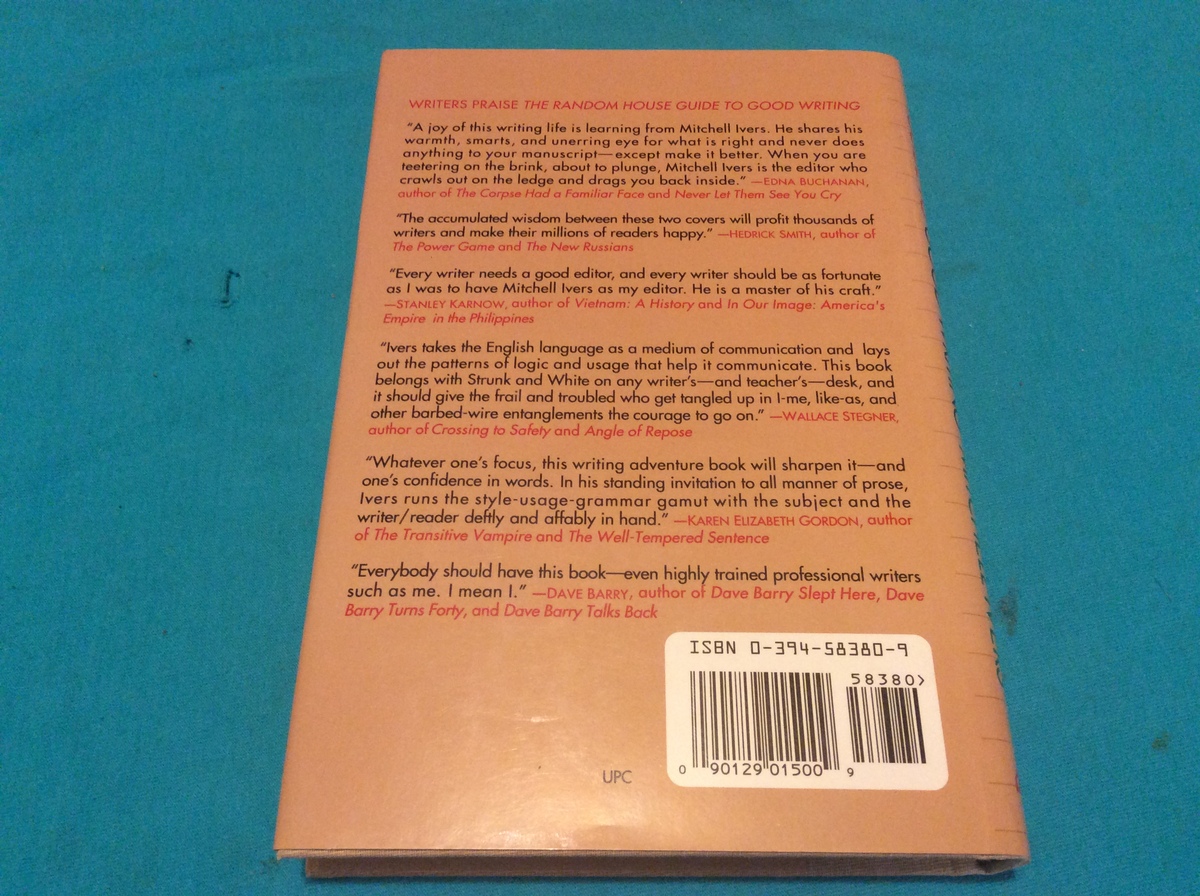 WRITERS PRAISE THE RANDOM HOUSE GUIDE TO GOOD WRITING
“A joy of this writing life is learning from Mitchell Ivers. He shares his
warmth, smarts, and unerring eye for what is right and never does
anything to your manuscript—except make it better. When you are
teetering on the brink, about to plunge, Mitchell Ivers is the editor who
crawls out on the ledge and drags you back inside.” —EDNA BUCHANAN,
author of The Corpse Had a Familiar Face and Never Let Them See You Cry
“The accumulated wisdom between these two covers will profit thousands of
writers and make their millions of readers happy.” —HEDRICK SMITH, author of
The Power Game and The New Russians
“Every writer needs a good editor, and every writer should be as fortunate
as I was to have Mitchell Ivers as my editor. He is a master of his craft.”
—STANLEY KARNOW, author of Vietnam: A History and In Our Image: America's
Empire in the Philippines
“Ivers takes the English language as a medium of communication and lays
out the patterns of logic and usage that help it communicate. This book
belongs with Strunk and White on any writer’s—and teacher’s—desk, and
it should give the frail and troubled who get tangled up in I-me, like-as, and
other barbed-wire entanglements the courage to go on.” —WALLACE STEGNER,
author of Crossing to Safety and Angle of Repose
“Whatever one’s focus, this writing adventure book will sharpen it—and
one’s confidence in words. In his standing invitation to all manner of prose,
Ivers runs the style-usage-grammar gamut with the subject and the
writer/reader deftly and affably in hand.” —KAREN ELIZABETH GORDON, author
of The Transitive Vampire and The Well-Tempered Sentence
“Everybody should have this book—even highly trained professional writers
such as me. I mean I.” —DAVE BARRY, author of Dave Barry Slept Here, Dave
Barry Turns Forty, and Dave Barry Talks Back
ISBN 0-394-58380-9
58380>
0 90129 01500 9
UPC